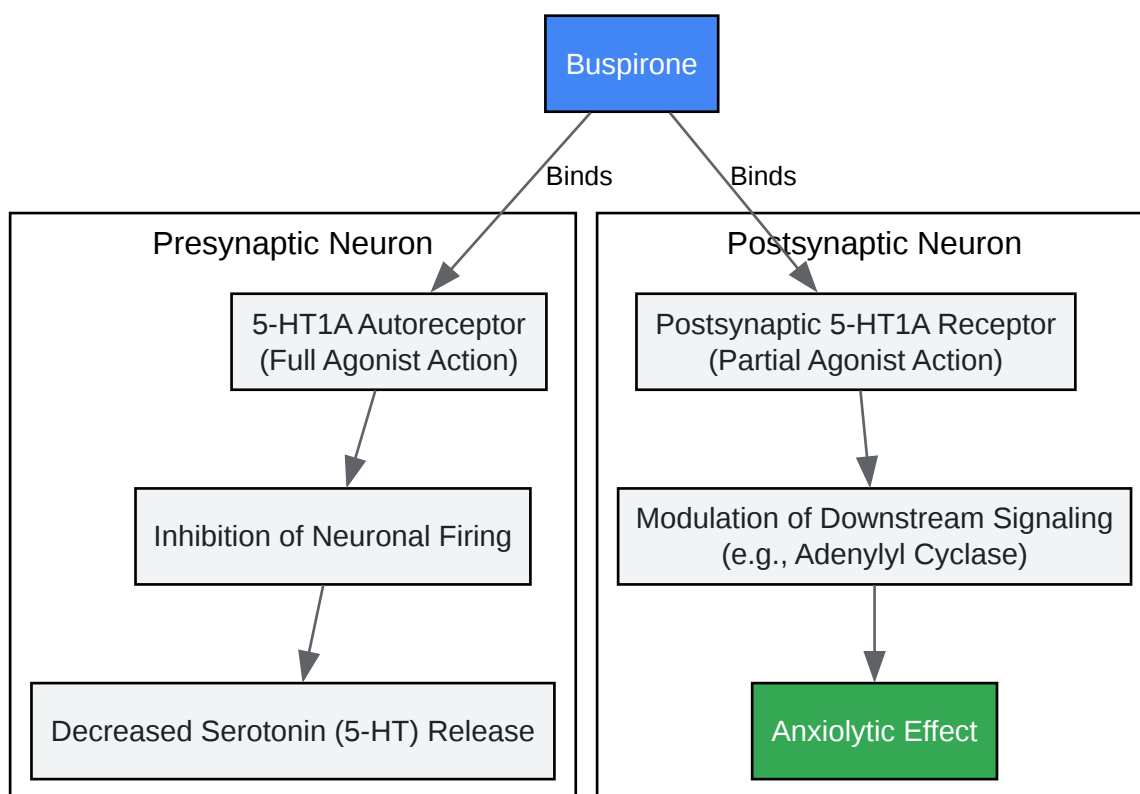 Buspirone
Binds
Binds
Presynaptic Neuron
5-HT1A Autoreceptor
(Full Agonist Action)
Inhibition of Neuronal Firing
Decreased Serotonin (5-HT) Release
Postsynaptic Neuron
Postsynaptic 5-HT1A Receptor
(Partial Agonist Action)
Modulation of Downstream Signaling
(e.g., Adenylyl Cyclase)
Anxiolytic Effect